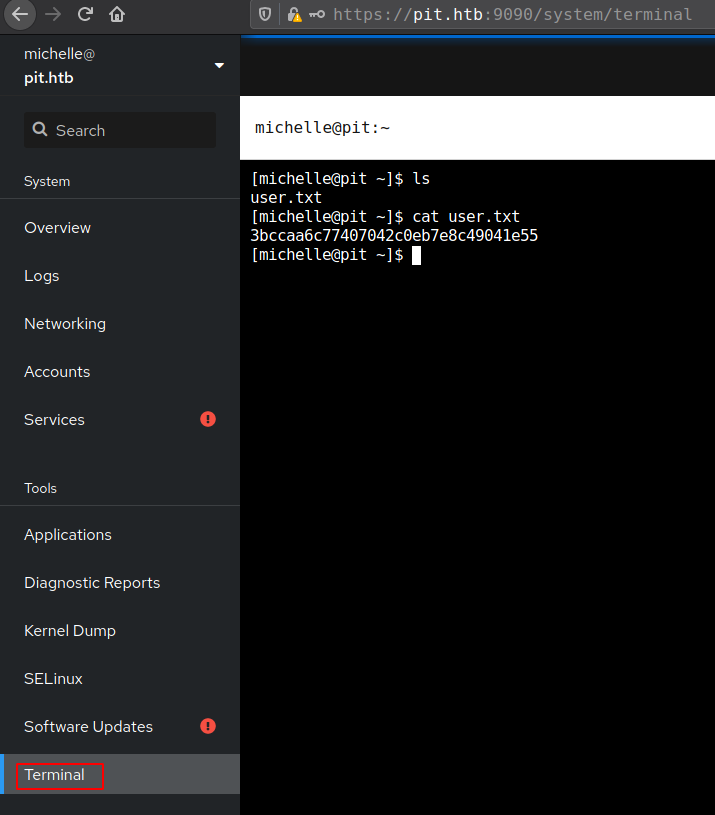 https://pit.htb:9090/system/terminal
michelle@
pit.htb
Search
System
Overview
Logs
Networking
Accounts
Services
Tools
Applications
Diagnostic Reports
Kernel Dump
SELinux
Software Updates
Terminal
michelle@pit:~
[michelle@pit ~]$ ls
user.txt
[michelle@pit ~]$ cat user.txt
3bccaa6c77407042c0eb7e8c49041e55
[michelle@pit ~]$